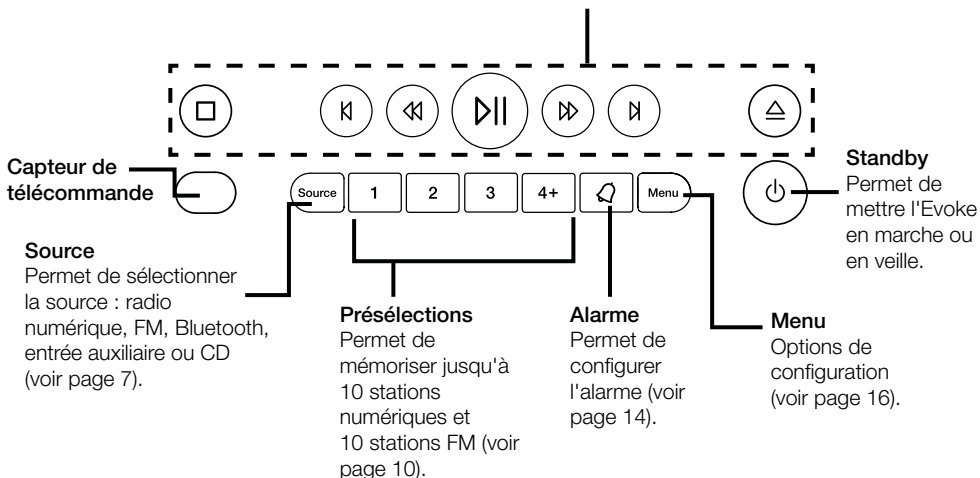 Capteur de
télécommande
Source
1
2
3
4+
Menu
Standby
Permet de
mettre l'Evoke
en marche ou
en veille.
Source
Permet de sélectionner
la source : radio
numérique, FM, Bluetooth,
entrée auxiliaire ou CD
(voir page 7).
Présélections
Permet de
mémoriser jusqu'à
10 stations
numériques et
10 stations FM (voir
page 10).
Alarme
Permet de
configurer
l'alarme (voir
page 14).
Menu
Options de
configuration
(voir page 16).